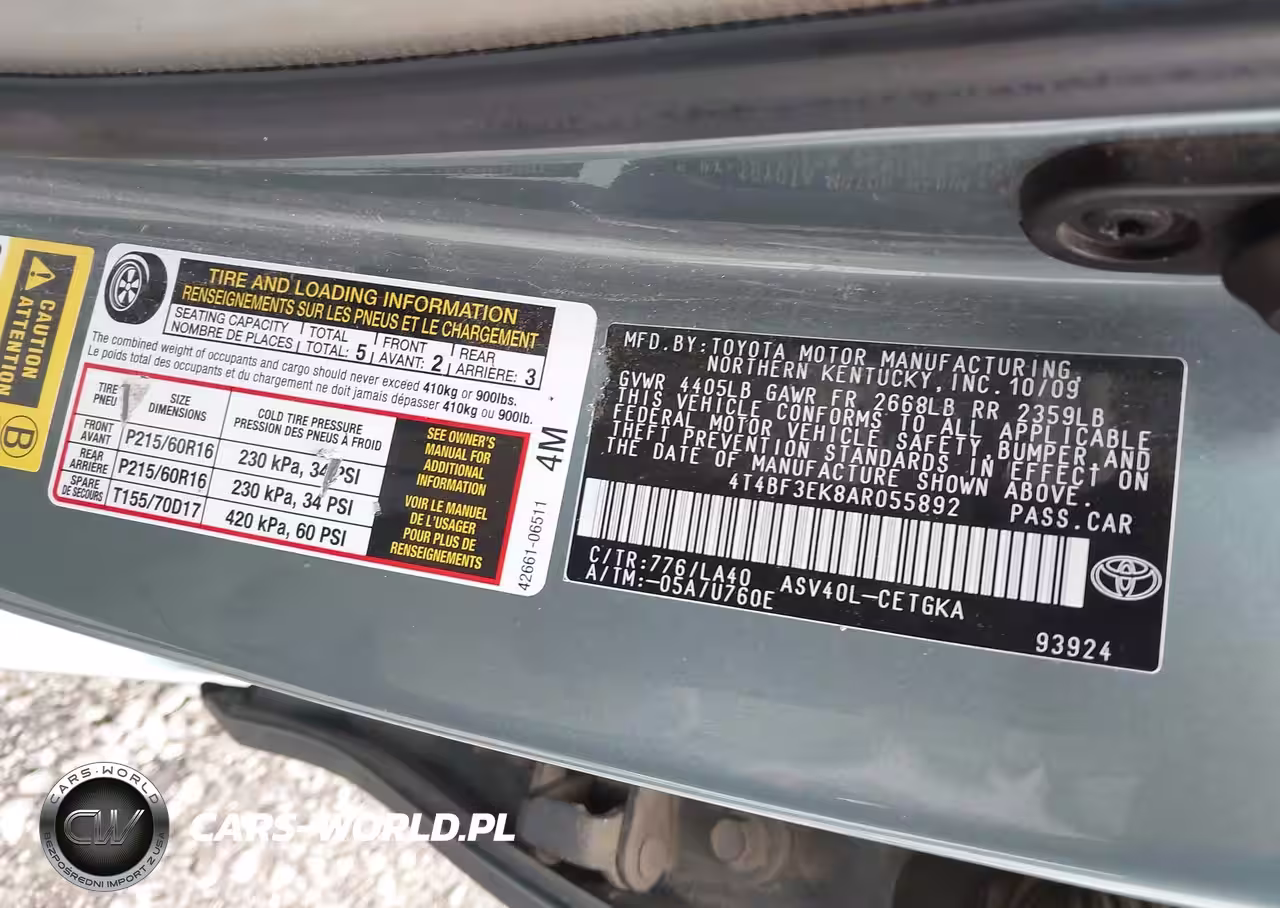 CAUTION
ATTENTION
B
TIRE AND LOADING INFORMATION
RENSEIGNEMENTS SUR LES PNEUS ET LE CHARGEMENT
SEATING CAPACITY TOTAL FRONT REAR
NOMBRE DE PLACES TOTAL: 5 AVANT: 2 ARRIÈRE: 3
The combined weight of occupants and cargo should never exceed 410kg or 900lbs.
Le poids total des occupants et du chargement ne doit jamais dépasser 410kg ou 900lb.
TIRE
PNEU
SIZE
DIMENSIONS
COLD TIRE PRESSURE
PRESSION DES PNEUS À FROID
FRONT
AVANT
P215/60R16
230 kPa, 34 PSI
REAR
ARRIÈRE
P215/60R16
230 kPa, 34 PSI
SPARE
DE SECOURS
T155/70D17
420 kPa, 60 PSI
SEE OWNER'S
MANUAL FOR
ADDITIONAL
INFORMATION
VOIR LE MANUEL
DE L'USAGER
POUR PLUS DE
RENSEIGNEMENTS
4M
42661-06511
MFD.BY:TOYOTA MOTOR MANUFACTURING,
NORTHERN KENTUCKY,INC.10/09
GVWR 4405LB GAWR FR 2668LB RR 2359LB
THIS VEHICLE CONFORMS TO ALL APPLICABLE
FEDERAL MOTOR VEHICLE SAFETY,BUMPER,AND
THEFT PREVENTION STANDARDS IN EFFECT ON
THE DATE OF MANUFACTURE SHOWN ABOVE.
4T4BF3EK8AR055892 PASS.CAR
C/TR:776/LA40 ASV40L-CETGKA
A/TM:-05A/U760E
93924
CARS-WORLD
CW
BEZPOŚREDNI IMPORT Z USA
CARS-WORLD.PL